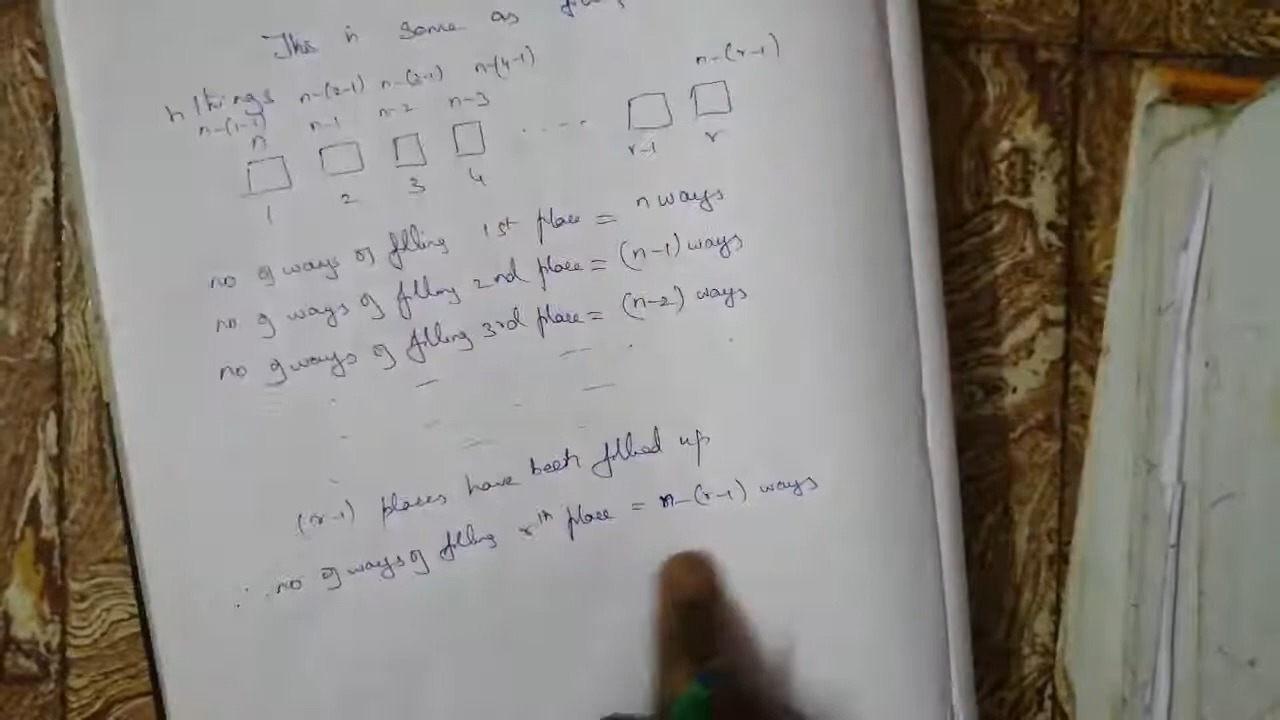 This is same as
n things n-(2-1) n-(3-1) n-(4-1) n-(r-1)
n-(1-1) n-1 n-2 n-3
n
1 2 3 4 .... r-1 r
no of ways of filling 1st place = n ways
no of ways of filling 2nd place = (n-1) ways
no of ways of filling 3rd place = (n-2) ways
(r-1) places have been filled up
∴ no of ways of filling rth place = n-(r-1) ways